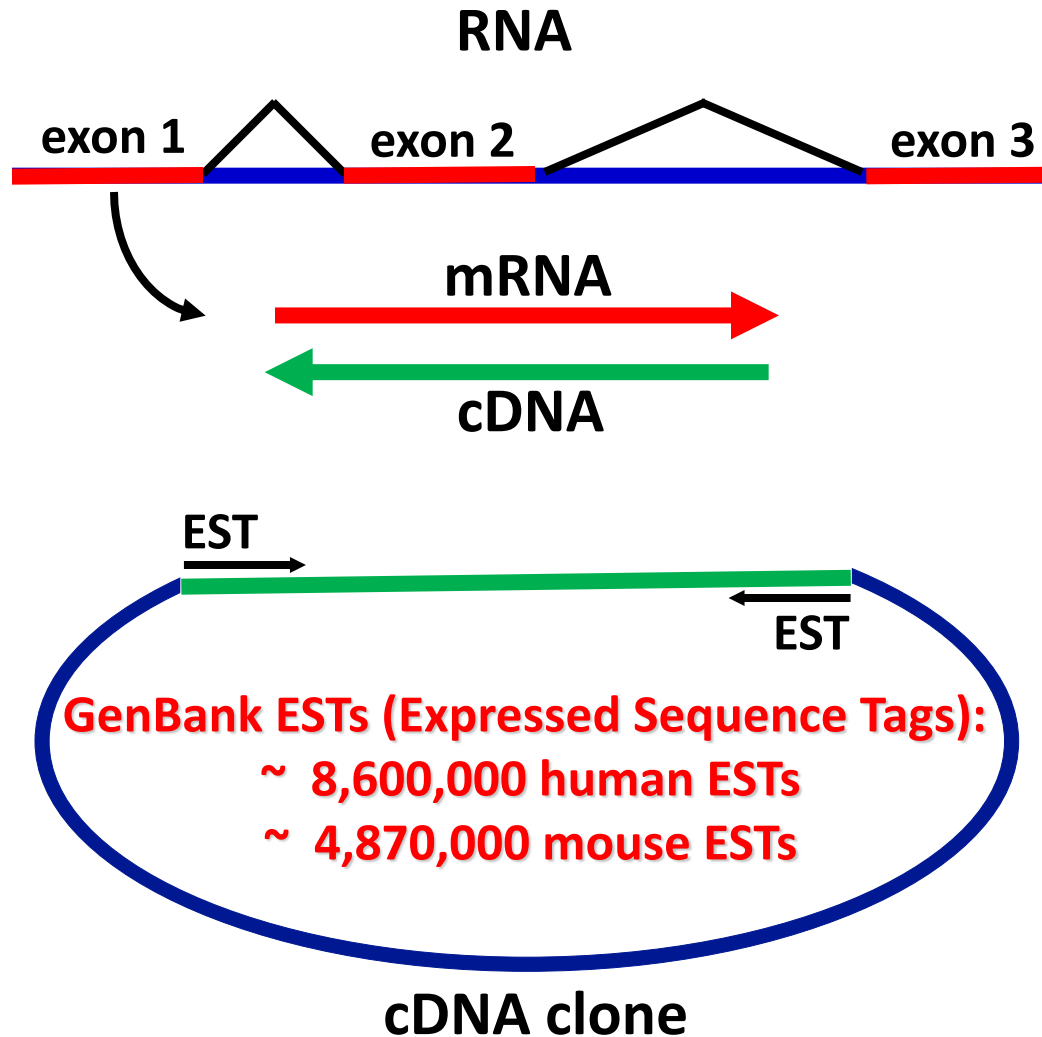 RNA
exon 1
exon 2
exon 3
mRNA
cDNA
EST
EST
GenBank ESTs (Expressed Sequence Tags):
~ 8,600,000 human ESTs
~ 4,870,000 mouse ESTs
cDNA clone